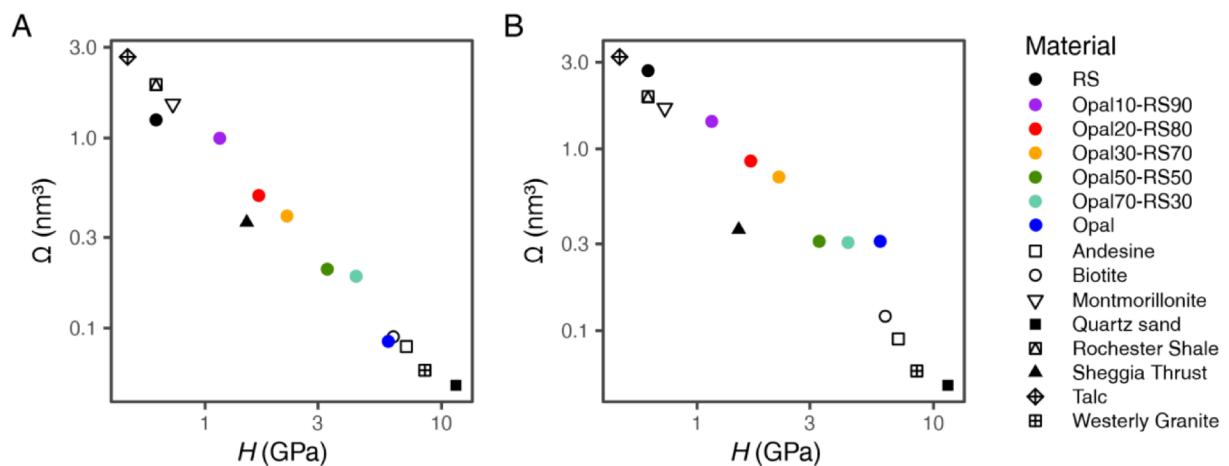 A
3.0
1.0
0.3
0.1
Ω (nm³)
1
3
10
H (GPa)
B
3.0
1.0
0.3
0.1
Ω (nm³)
1
3
10
H (GPa)
Material
RS
Opal10-RS90
Opal20-RS80
Opal30-RS70
Opal50-RS50
Opal70-RS30
Opal
Andesine
Biotite
Montmorillonite
Quartz sand
Rochester Shale
Sheggia Thrust
Talc
Westerly Granite